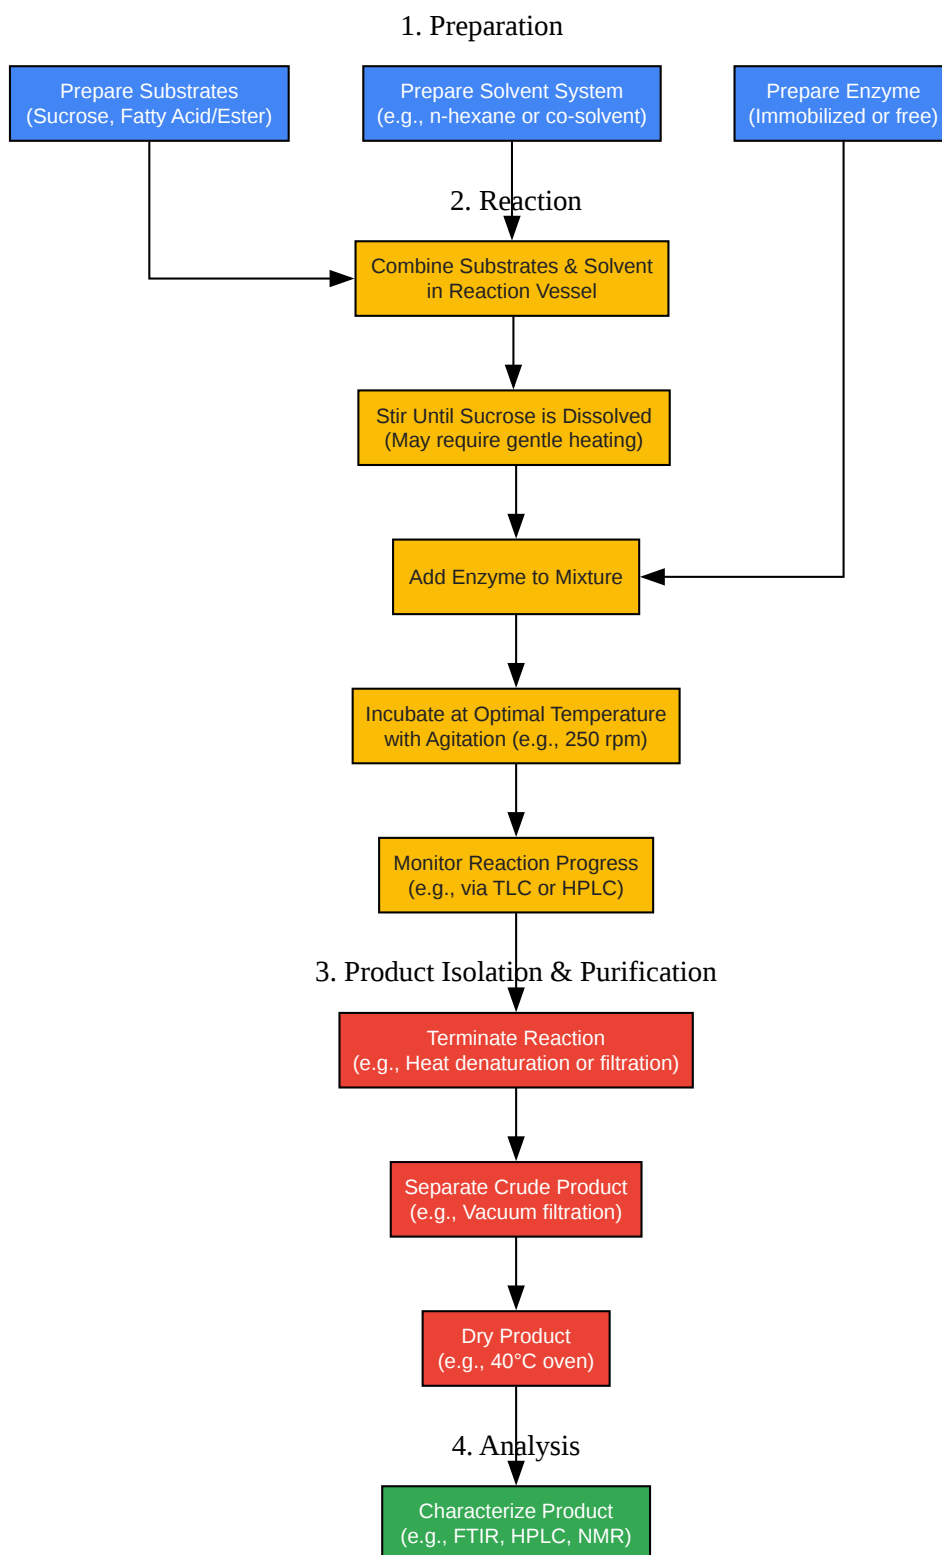 1. Preparation
Prepare Substrates
(Sucrose, Fatty Acid/Ester)
Prepare Solvent System
(e.g., n-hexane or co-solvent)
Prepare Enzyme
(Immobilized or free)
2. Reaction
Combine Substrates & Solvent
in Reaction Vessel
Stir Until Sucrose is Dissolved
(May require gentle heating)
Add Enzyme to Mixture
Incubate at Optimal Temperature
with Agitation (e.g., 250 rpm)
Monitor Reaction Progress
(e.g., via TLC or HPLC)
3. Product Isolation & Purification
Terminate Reaction
(e.g., Heat denaturation or filtration)
Separate Crude Product
(e.g., Vacuum filtration)
Dry Product
(e.g., 40°C oven)
4. Analysis
Characterize Product
(e.g., FTIR, HPLC, NMR)